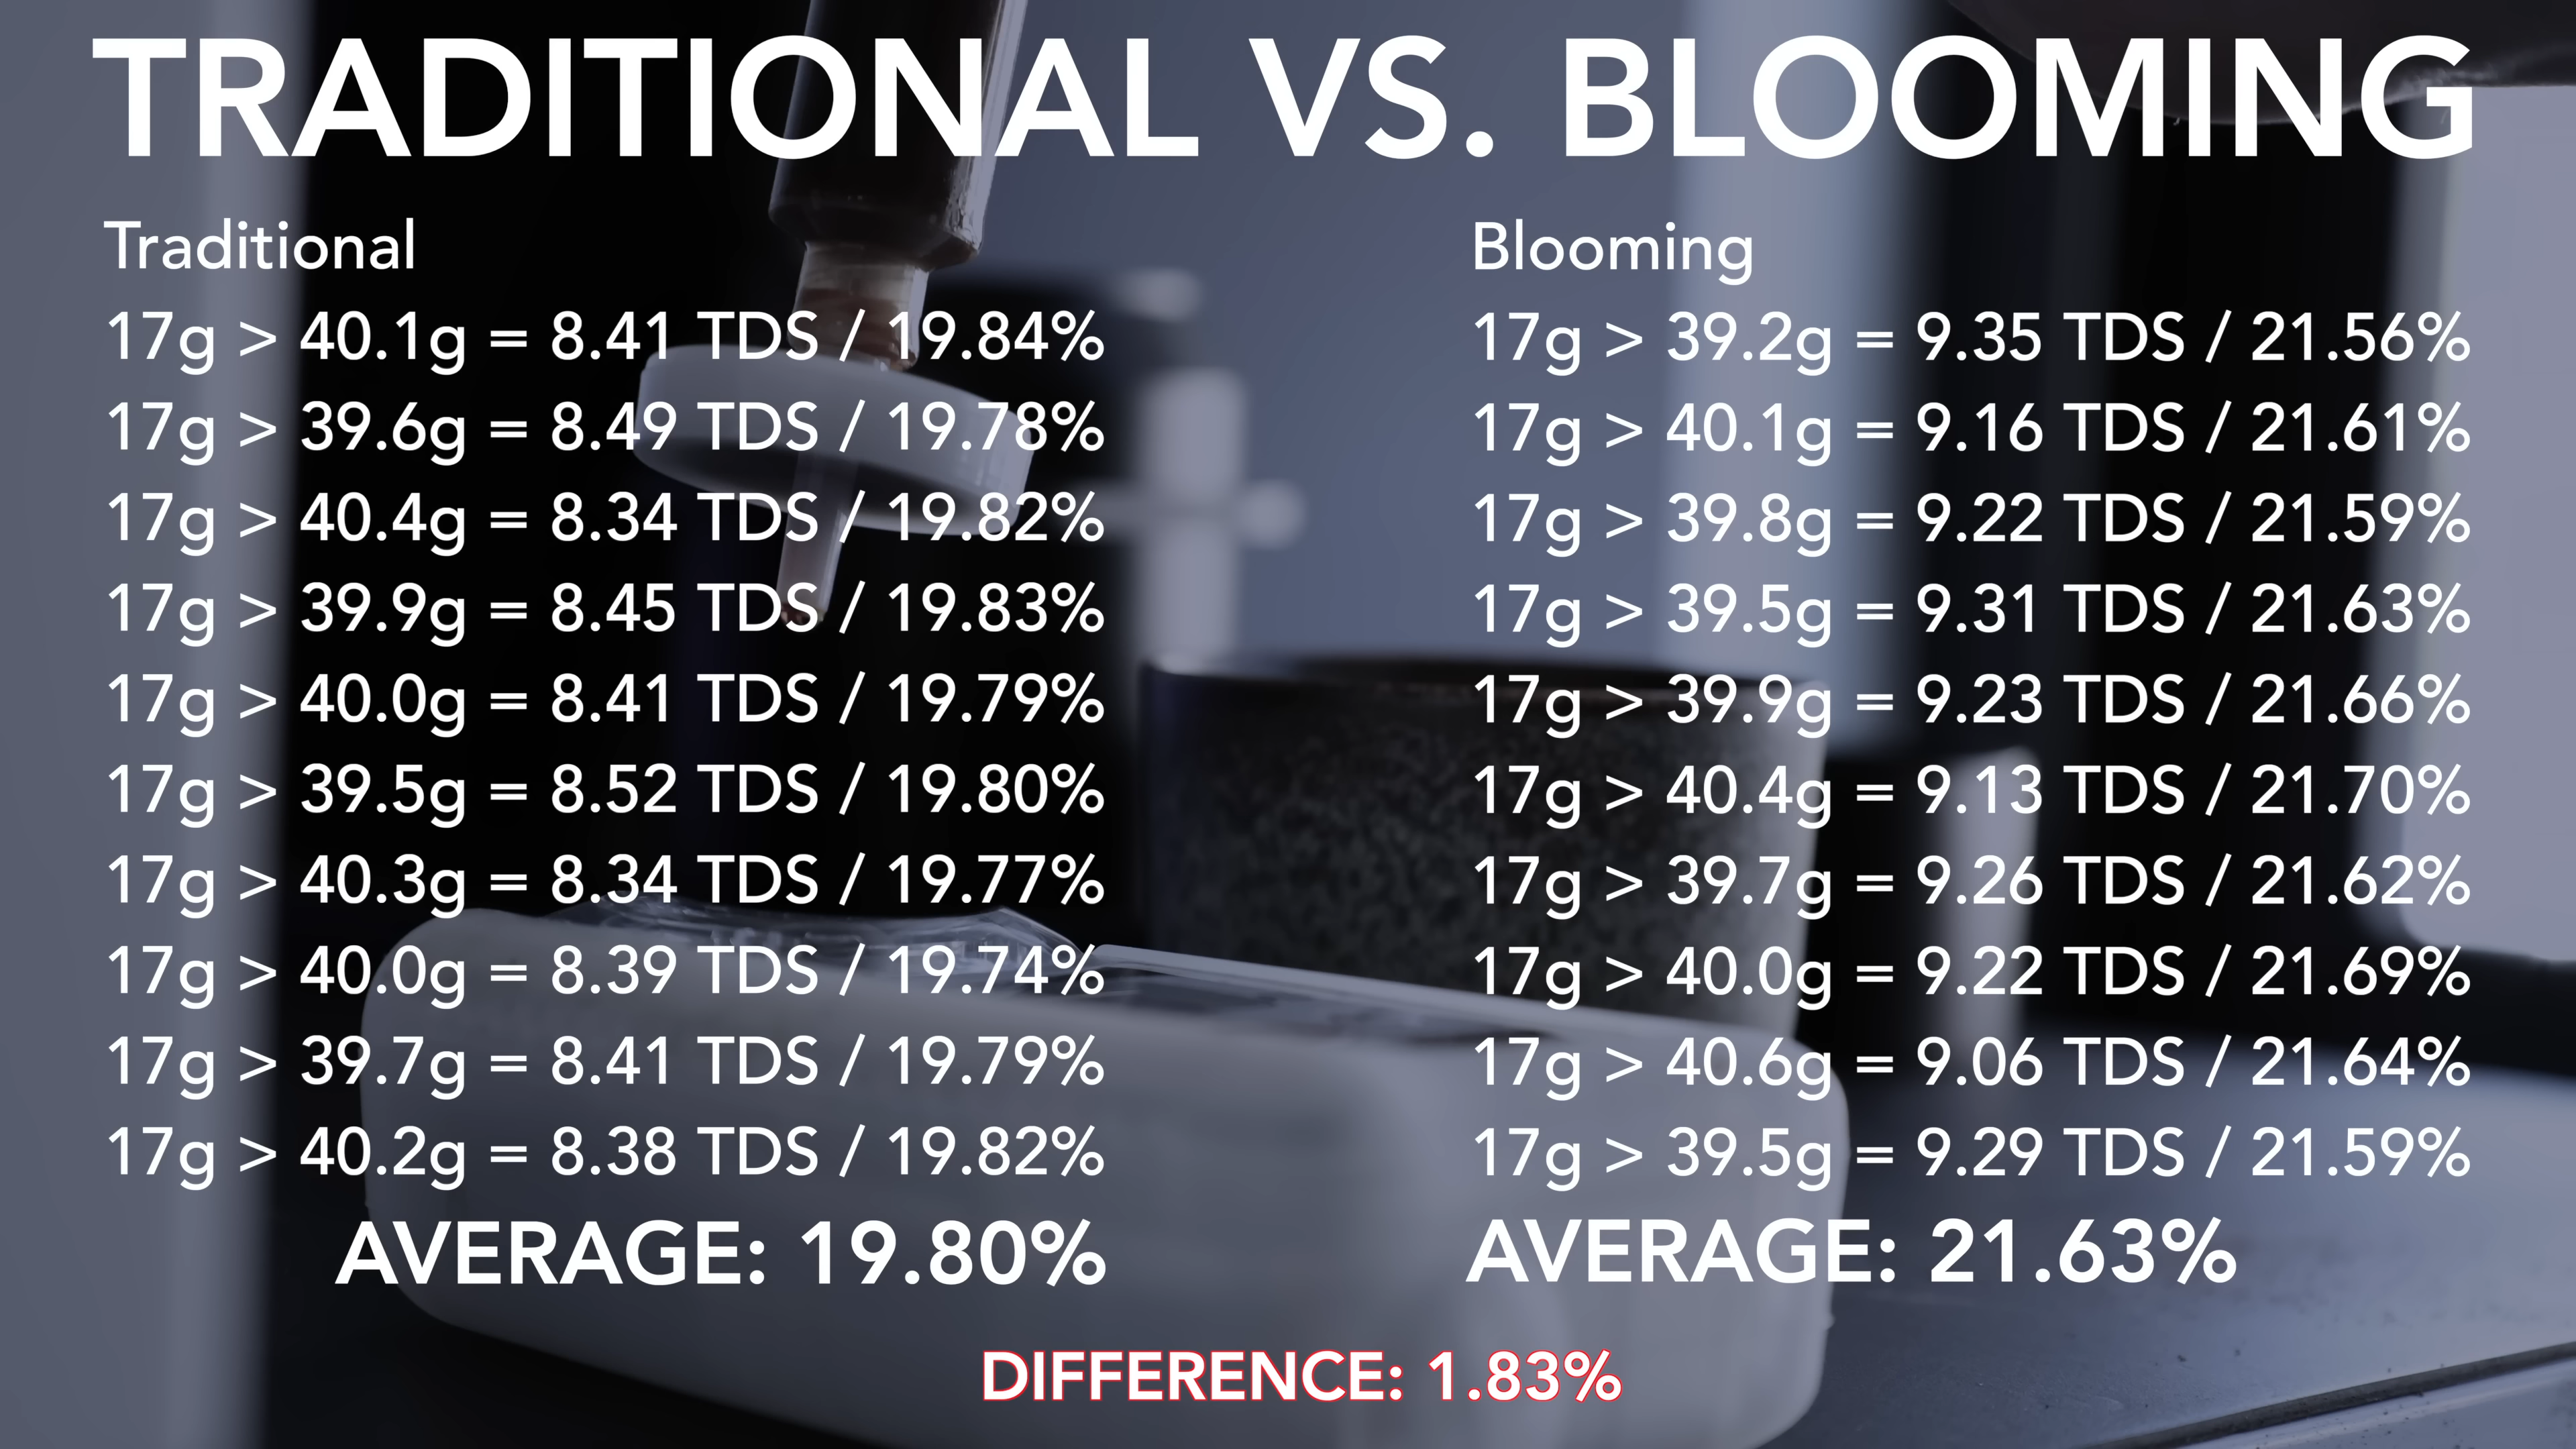 TRADITIONAL VS. BLOOMING
Traditional
17g > 40.1g = 8.41 TDS / 19.84%
17g > 39.6g = 8.49 TDS / 19.78%
17g > 40.4g = 8.34 TDS / 19.82%
17g > 39.9g = 8.45 TDS / 19.83%
17g > 40.0g = 8.41 TDS / 19.79%
17g > 39.5g = 8.52 TDS / 19.80%
17g > 40.3g = 8.34 TDS / 19.77%
17g > 40.0g = 8.39 TDS / 19.74%
17g > 39.7g = 8.41 TDS / 19.79%
17g > 40.2g = 8.38 TDS / 19.82%
AVERAGE: 19.80%
Blooming
17g > 39.2g = 9.35 TDS / 21.56%
17g > 40.1g = 9.16 TDS / 21.61%
17g > 39.8g = 9.22 TDS / 21.59%
17g > 39.5g = 9.31 TDS / 21.63%
17g > 39.9g = 9.23 TDS / 21.66%
17g > 40.4g = 9.13 TDS / 21.70%
17g > 39.7g = 9.26 TDS / 21.62%
17g > 40.0g = 9.22 TDS / 21.69%
17g > 40.6g = 9.06 TDS / 21.64%
17g > 39.5g = 9.29 TDS / 21.59%
AVERAGE: 21.63%
DIFFERENCE: 1.83%